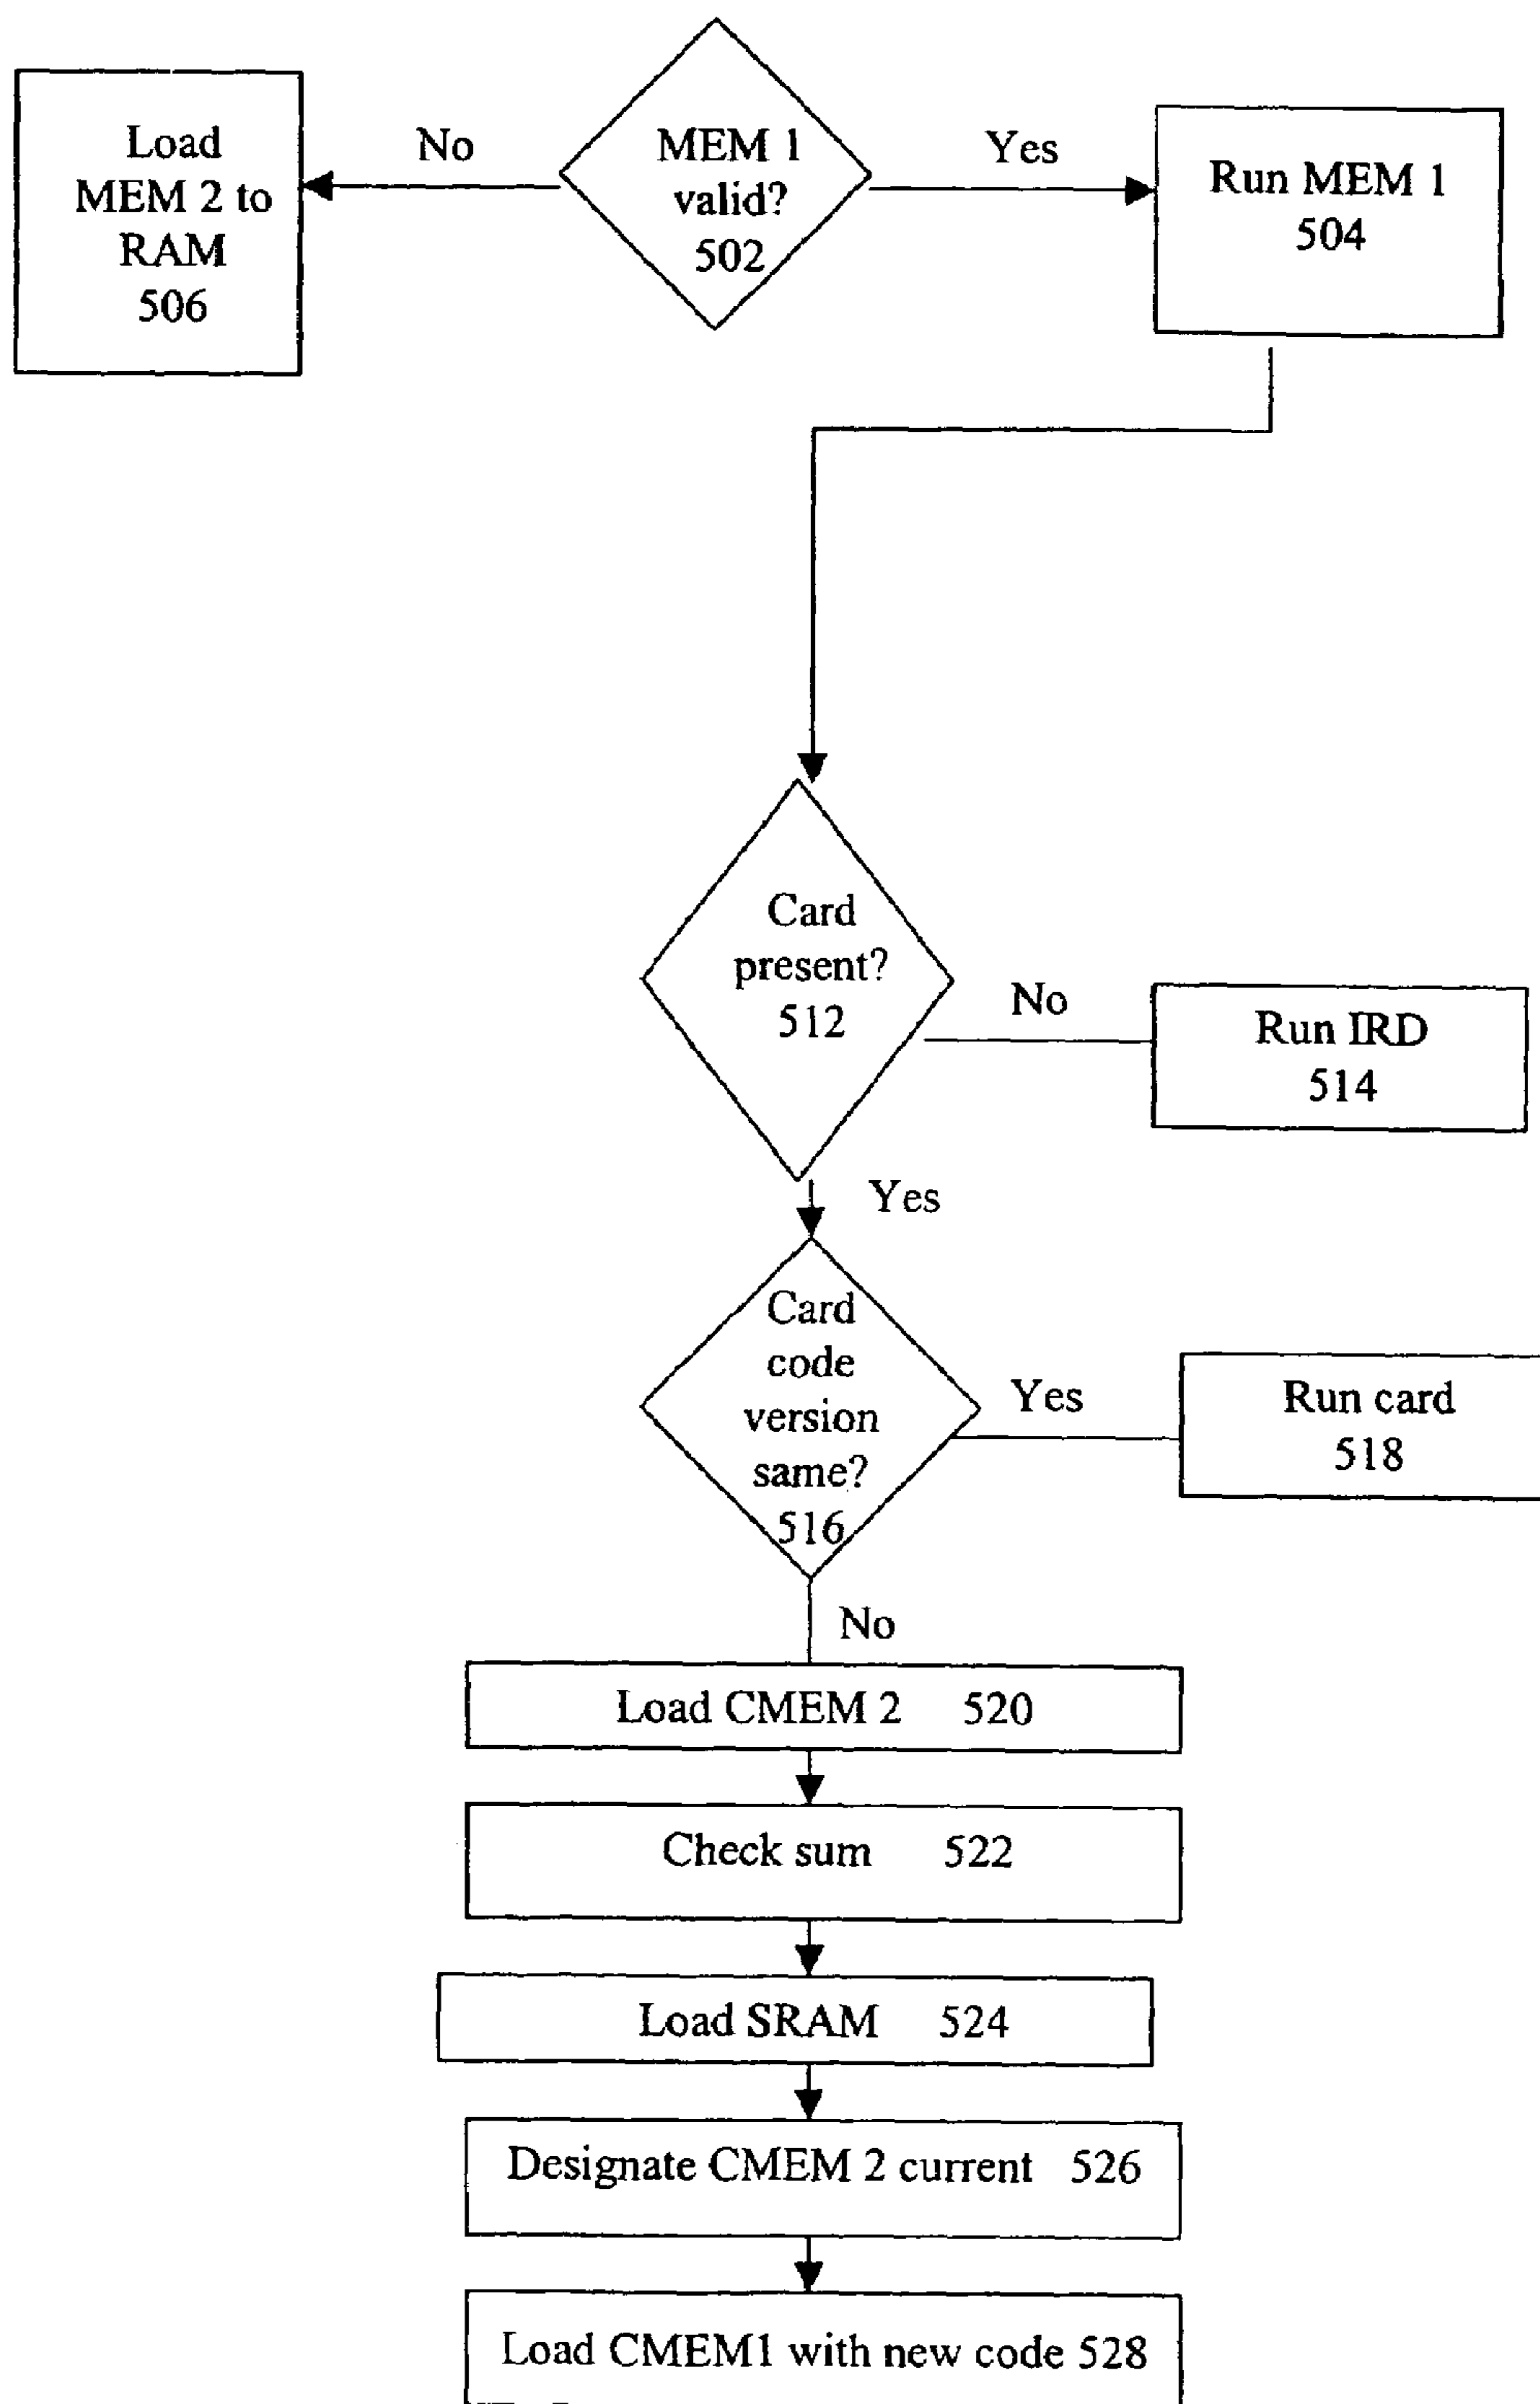 Load
MEM 2 to
RAM
506
No
MEM 1
valid?
502
Yes
Run MEM 1
504
Card
present?
512
No
Run IRD
514
Yes
Card
code
version
same?
516
Yes
Run card
518
No
Load CMEM 2 520
Check sum 522
Load SRAM 524
Designate CMEM 2 current 526
Load CMEM1 with new code 528